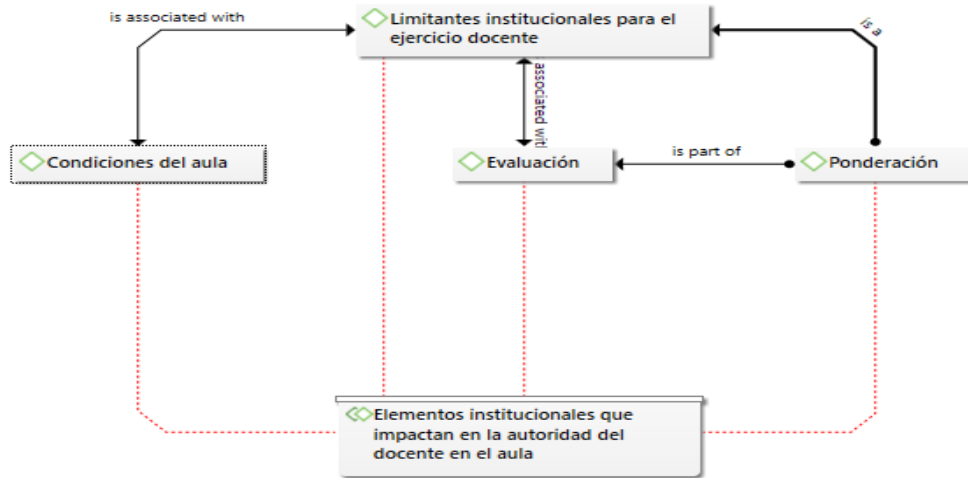 is associated with
Limitantes institucionales para el
ejercicio docente
is a
associated with
Condiciones del aula
Evaluación
is part of
Ponderación
Elementos institucionales que
impactan en la autoridad del
docente en el aula